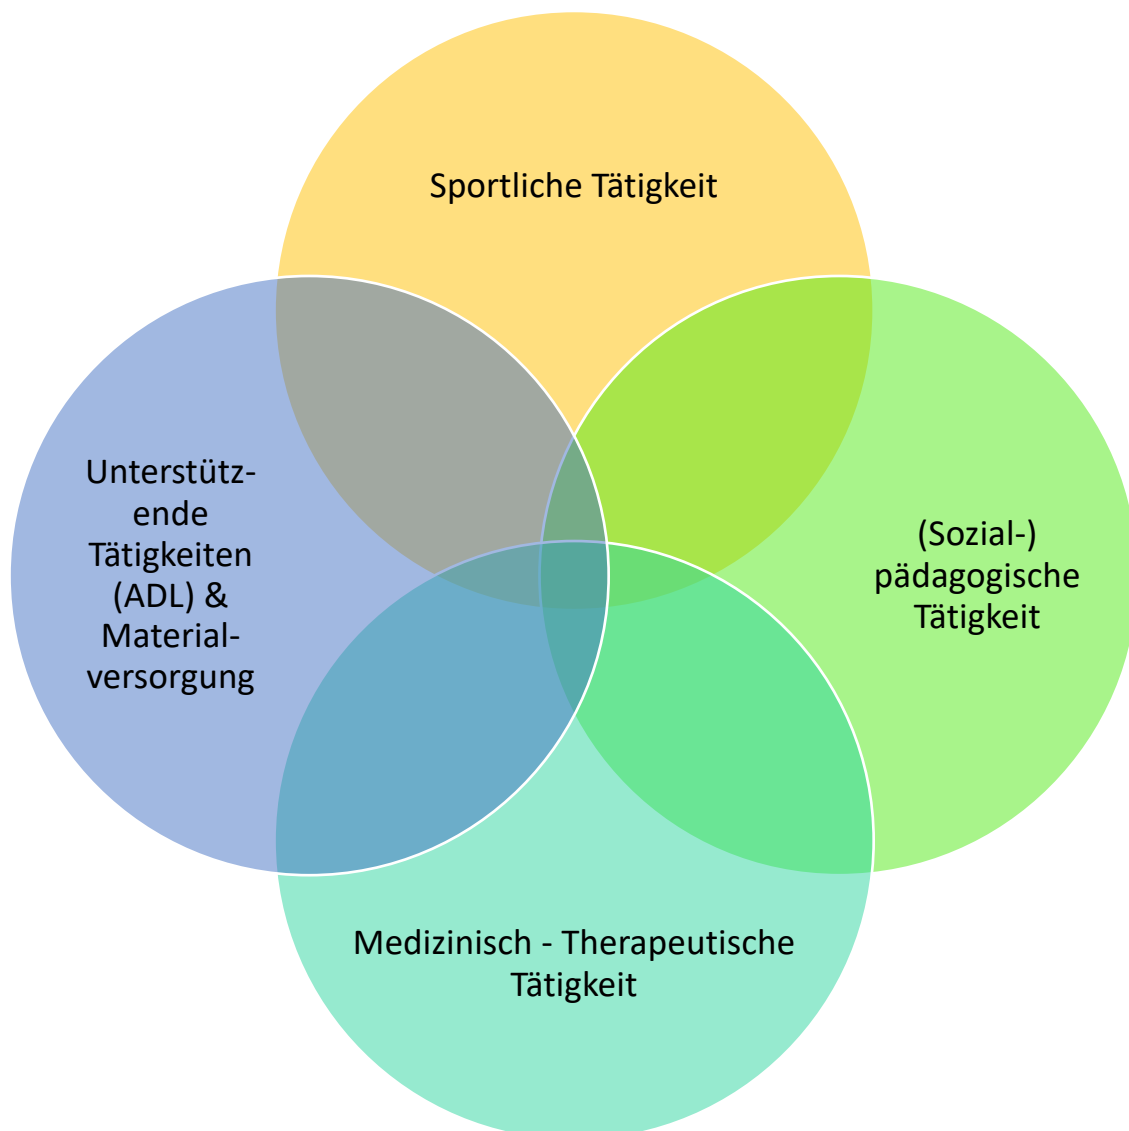 Sportliche Tätigkeit
Unterstütz-
ende
Tätigkeiten
(ADL) &
Material-
versorgung
(Sozial-)
pädagogische
Tätigkeit
Medizinisch - Therapeutische
Tätigkeit